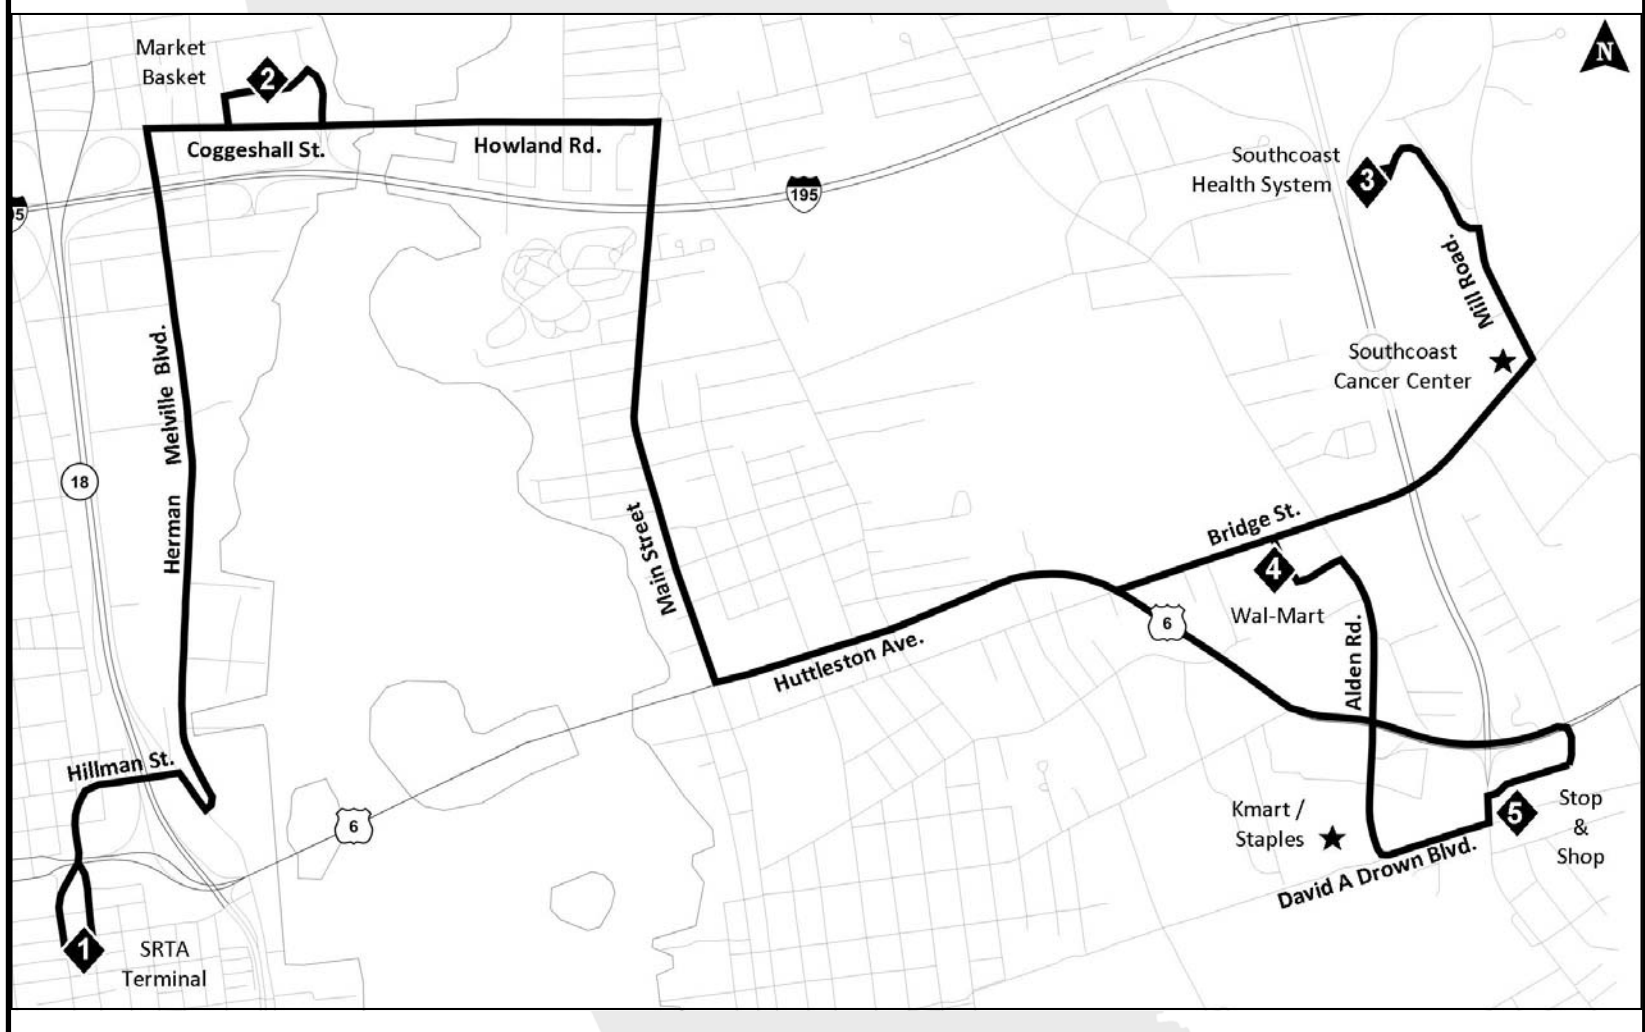 Market
Basket
2
N
Coggeshall St.
Howland Rd.
Southcoast
Health System
3
195
95
Mill Road.
Herman Melville Blvd.
Southcoast
Cancer Center
18
Main Street
Bridge St.
4
Wal-Mart
6
Huttleston Ave.
Alden Rd.
Hillman St.
6
Kmart /
Staples
5
Stop
&
Shop
David A Drown Blvd.
1
SRTA
Terminal